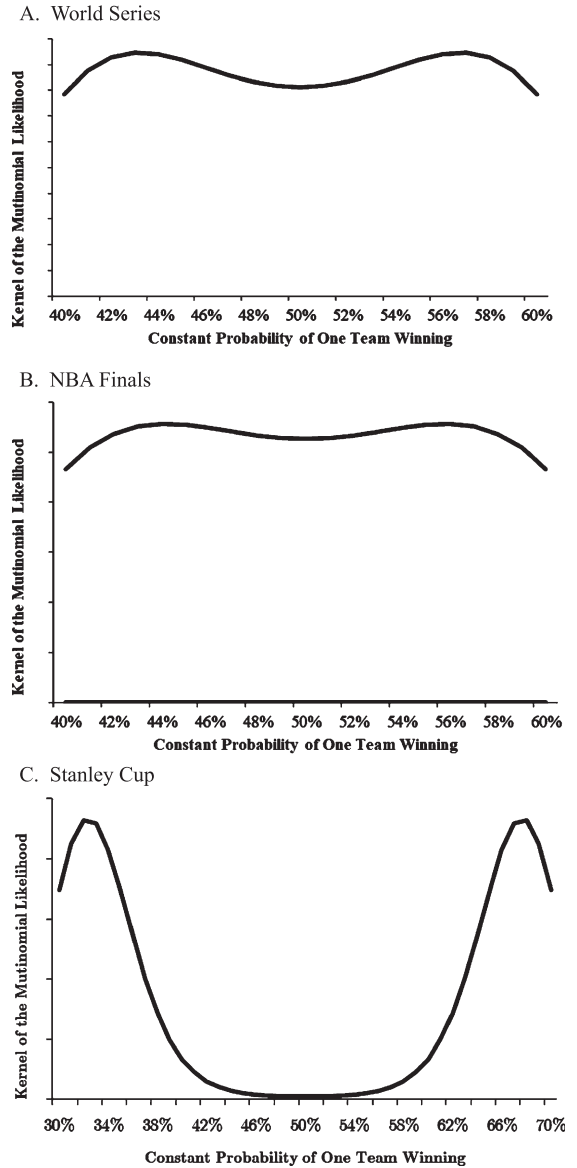 A. World Series
Kernel of the Mutinomial Likelihood
40% 42% 44% 46% 48% 50% 52% 54% 56% 58% 60%
Constant Probability of One Team Winning
B. NBA Finals
Kernel of the Mutinomial Likelihood
40% 42% 44% 46% 48% 50% 52% 54% 56% 58% 60%
Constant Probability of One Team Winning
C. Stanley Cup
Kernel of the Mutinomial Likelihood
30% 34% 38% 42% 46% 50% 54% 58% 62% 66% 70%
Constant Probability of One Team Winning